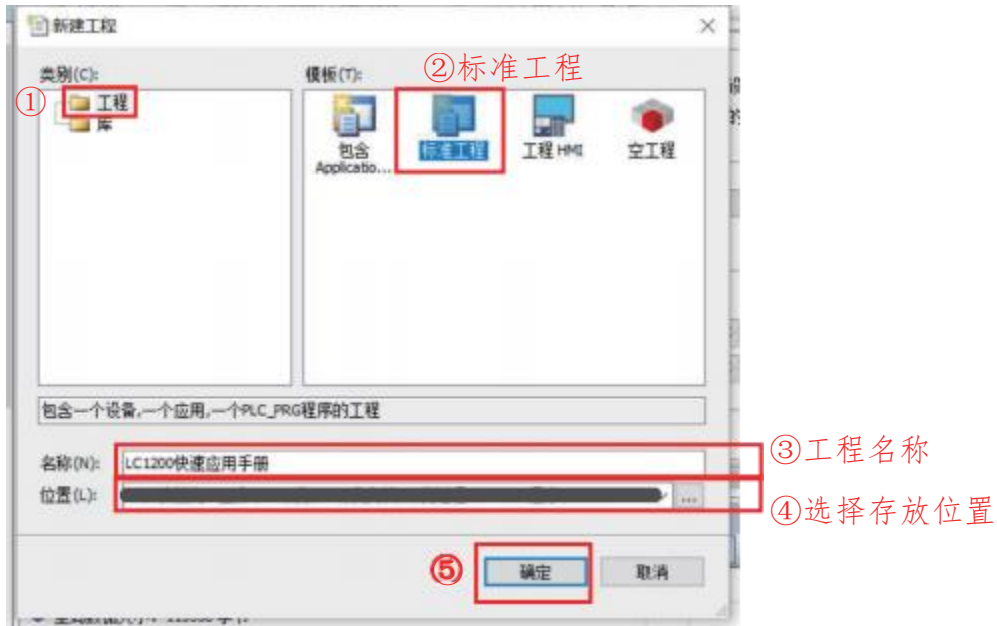 新建工程
类别(C):
模板(T):
②标准工程
①
工程
库
包含
Applicatio...
标准工程
工程 HMI
空工程
包含一个设备,一个应用,一个PLC_PRG程序的工程
名称(N):
LC1200快速应用手册
③工程名称
位置(L):
...
④选择存放位置
⑤
确定
取消